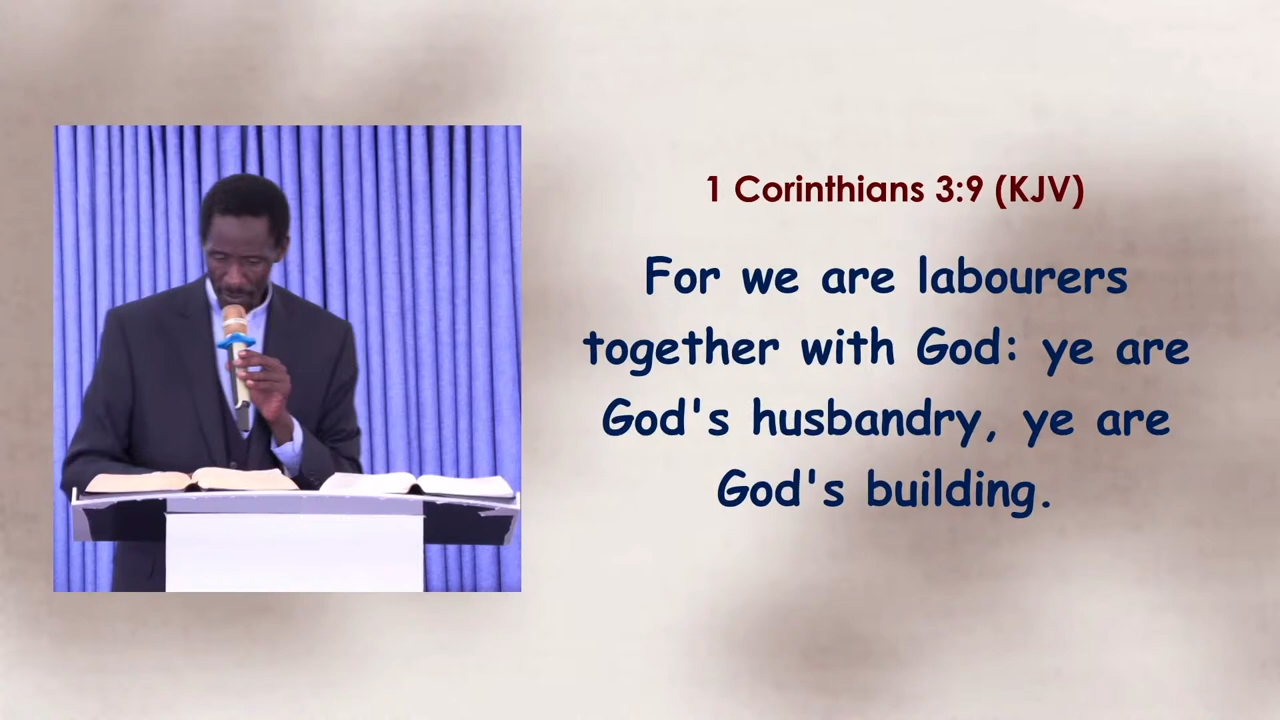 1 Corinthians 3:9 (KJV)
For we are labourers
together with God: ye are
God's husbandry, ye are
God's building.